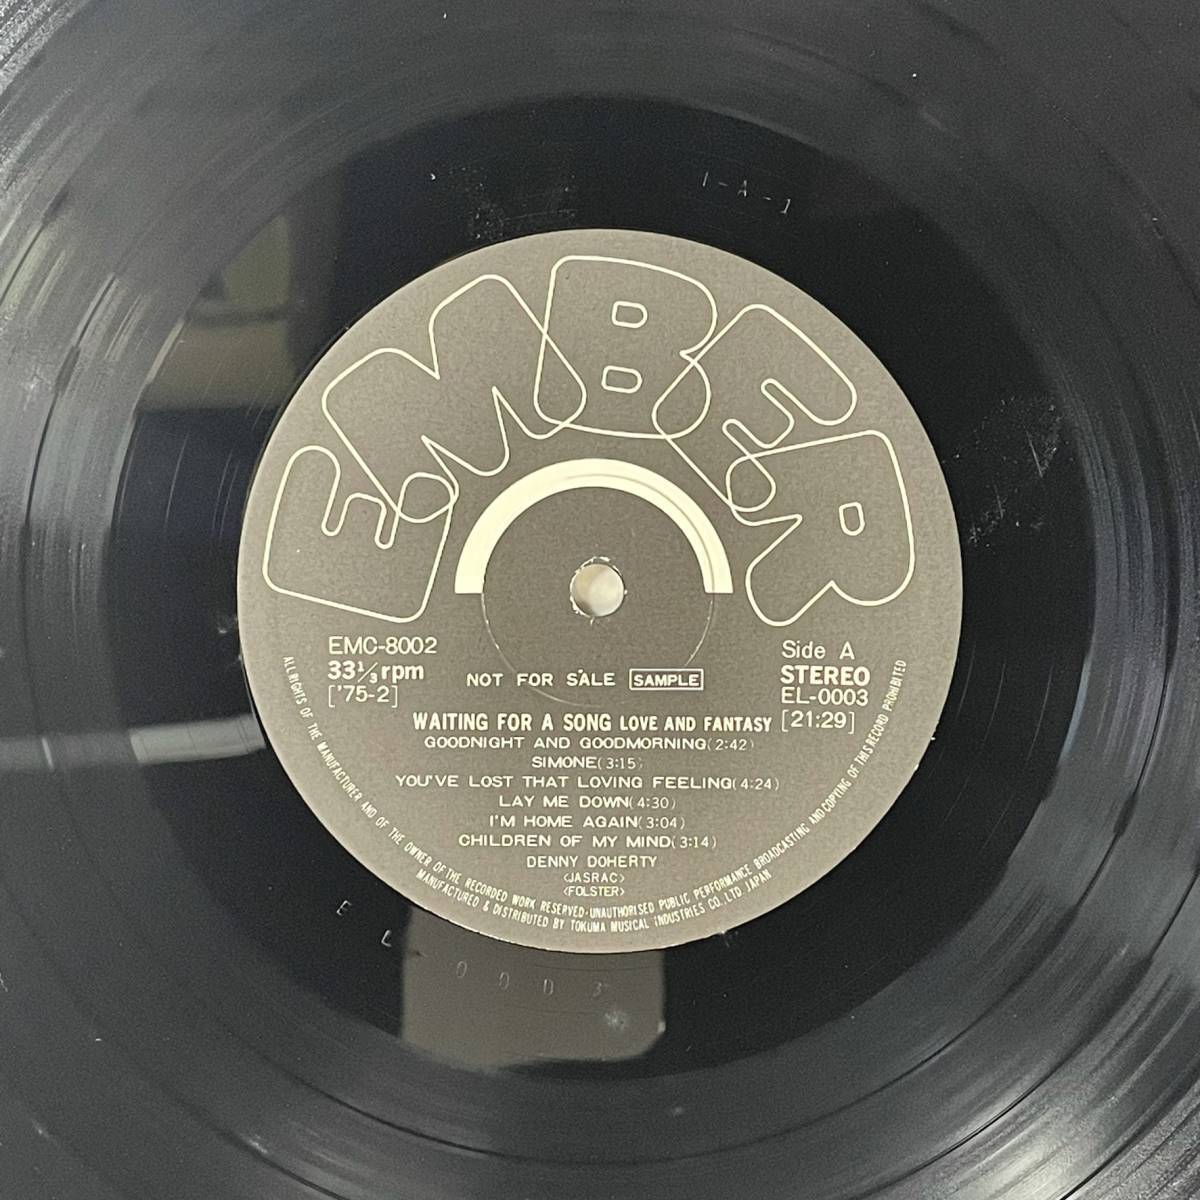 1-A-1
EMBER
EMC-8002
33⅓rpm
['75-2]
NOT FOR SALE SAMPLE
Side A
STEREO
EL-0003
[21:29]
WAITING FOR A SONG LOVE AND FANTASY
GOODNIGHT AND GOODMORNING(2:42)
SIMONE(3:15)
YOU'VE LOST THAT LOVING FEELING(4:24)
LAY ME DOWN(4:30)
I'M HOME AGAIN(3:04)
CHILDREN OF MY MIND(3:14)
DENNY DOHERTY
<JASRAC>
<FOLSTER>
ALL RIGHTS OF THE MANUFACTURER AND OF THE OWNER OF THE RECORDED WORK RESERVED·UNAUTHORISED PUBLIC PERFORMANCE BROADCASTING AND COPYING OF THIS RECORD PROHIBITED
MANUFACTURED & DISTRIBUTED BY TOKUMA MUSICAL INDUSTRIES CO.,LTD JAPAN
EL 0003